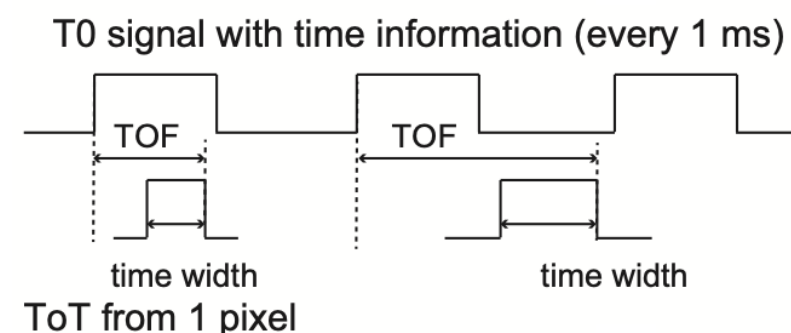 T0 signal with time information (every 1 ms)
TOF TOF
time width time width
ToT from 1 pixel